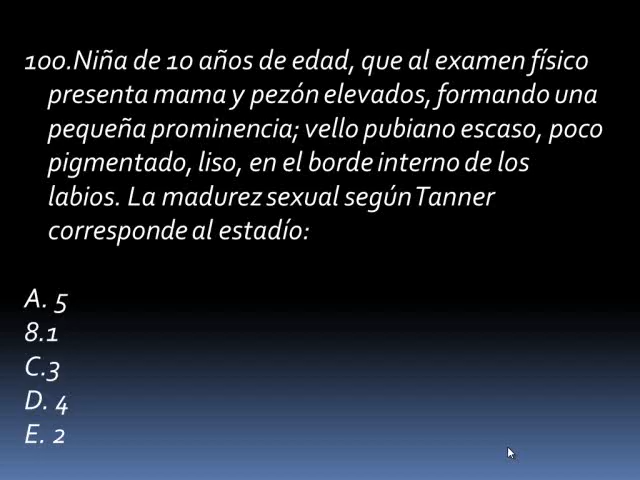 100.Niña de 10 años de edad, que al examen físico
presenta mama y pezón elevados, formando una
pequeña prominencia; vello pubiano escaso, poco
pigmentado, liso, en el borde interno de los
labios. La madurez sexual según Tanner
corresponde al estadío:
A. 5
8.1
C.3
D. 4
E. 2